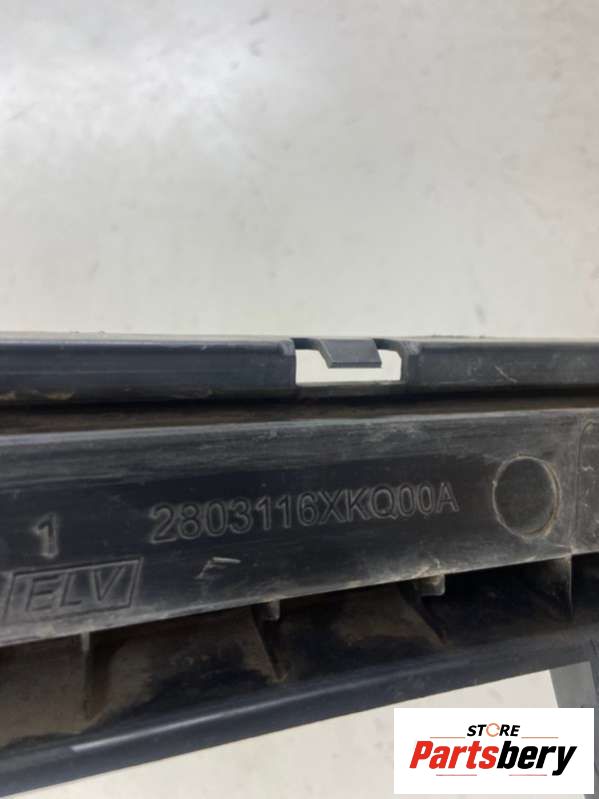 2803116XKQ00A
1
ELV
STORE
Partsbery